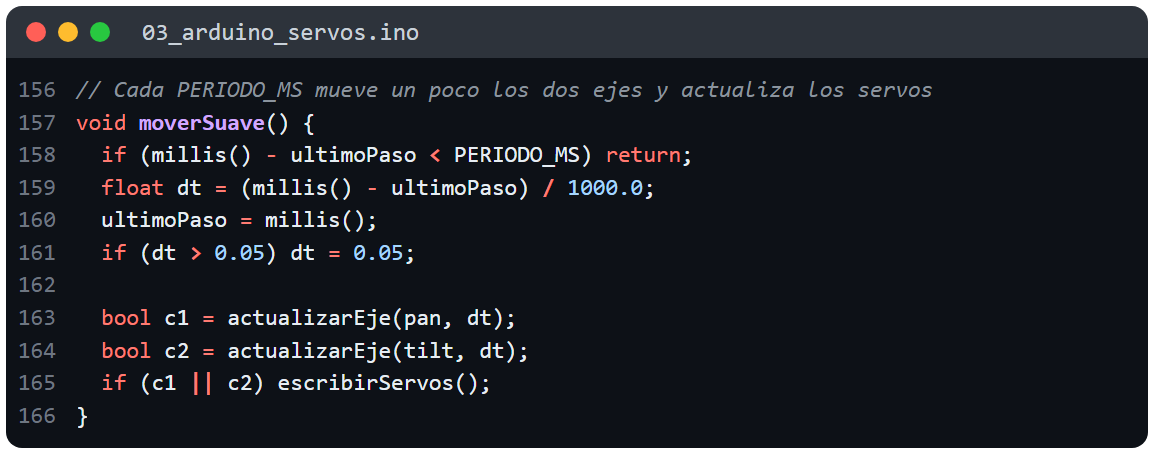 03_arduino_servos.ino
156 // Cada PERIODO_MS mueve un poco los dos ejes y actualiza los servos
157 void moverSuave() {
158   if (millis() - ultimoPaso < PERIODO_MS) return;
159   float dt = (millis() - ultimoPaso) / 1000.0;
160   ultimoPaso = millis();
161   if (dt > 0.05) dt = 0.05;
162
163   bool c1 = actualizarEje(pan, dt);
164   bool c2 = actualizarEje(tilt, dt);
165   if (c1 || c2) escribirServos();
166 }